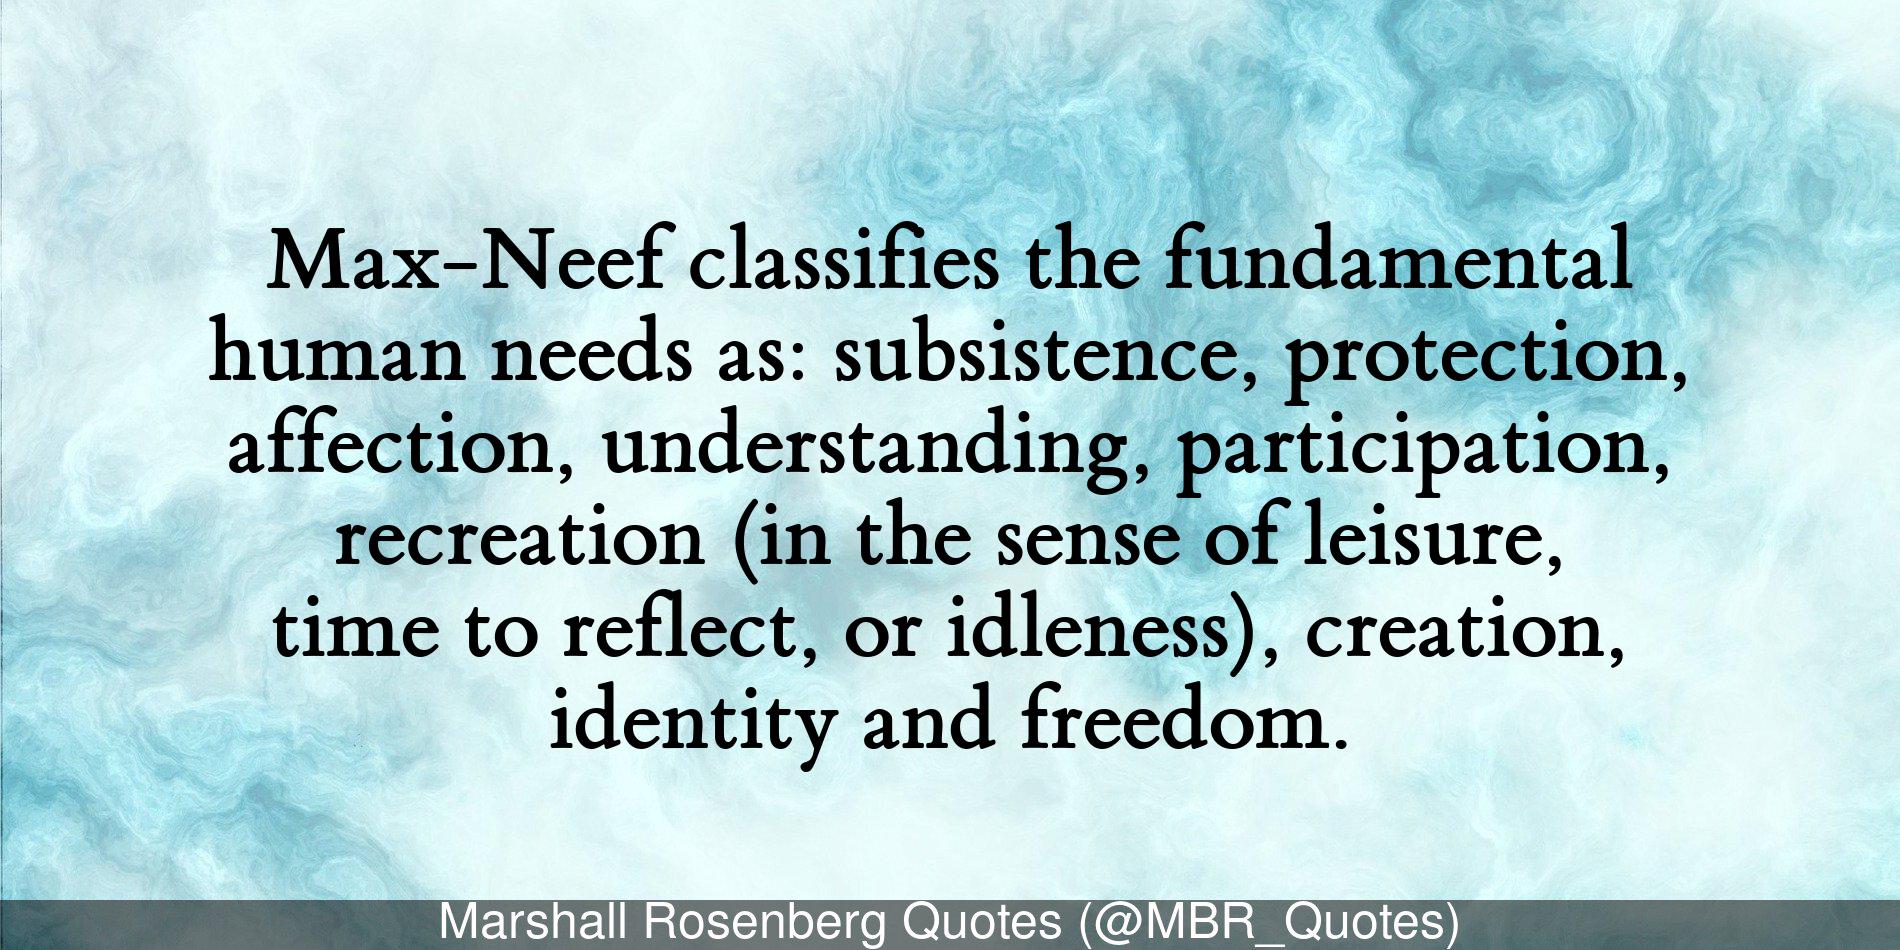 Max-Neef classifies the fundamental
human needs as: subsistence, protection,
affection, understanding, participation,
recreation (in the sense of leisure,
time to reflect, or idleness), creation,
identity and freedom.
Marshall Rosenberg Quotes (@MBR_Quotes)